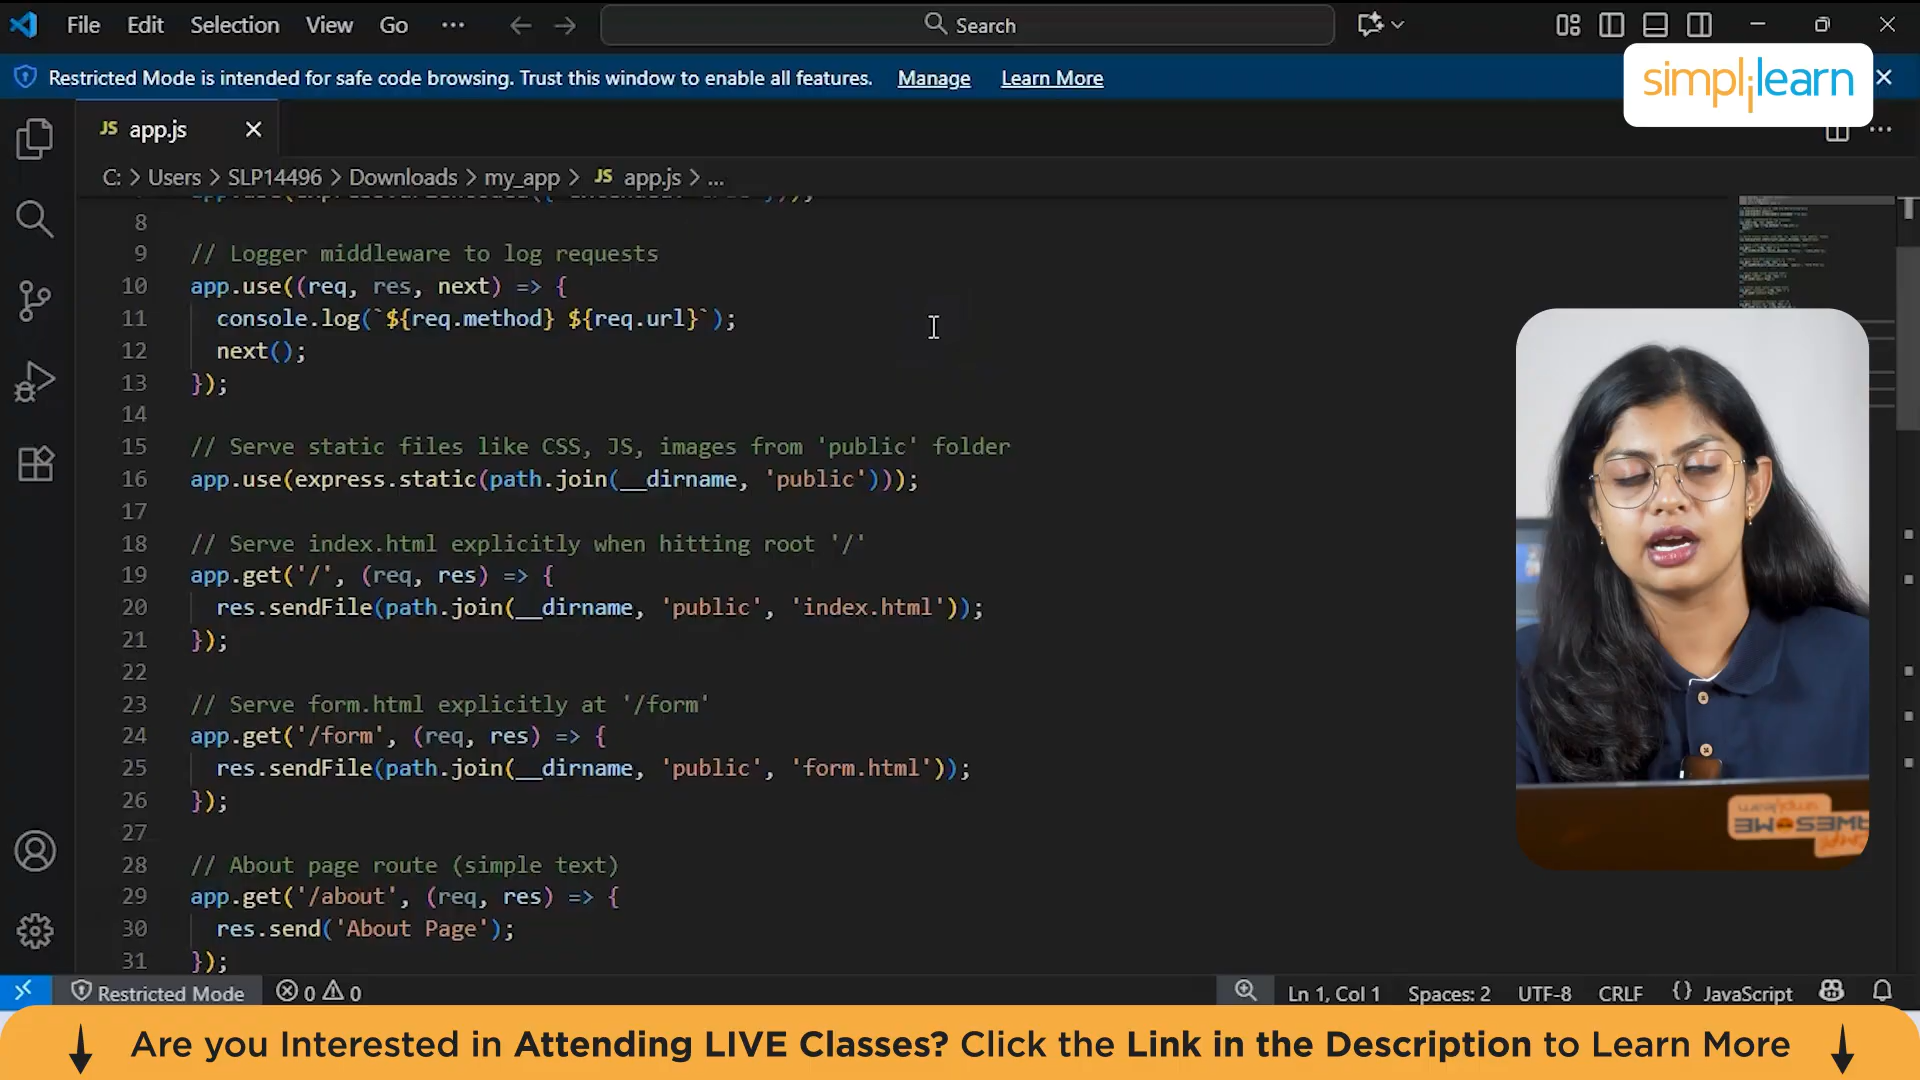 File Edit Selection View Go ... Search
Restricted Mode is intended for safe code browsing. Trust this window to enable all features. Manage Learn More
simplilearn
JS app.js
C: > Users > SLP14496 > Downloads > my_app > JS app.js > ...
8
9 // Logger middleware to log requests
10 app.use((req, res, next) => {
11 console.log(`${req.method} ${req.url}`);
12 next();
13 });
14
15 // Serve static files like CSS, JS, images from 'public' folder
16 app.use(express.static(path.join(__dirname, 'public')));
17
18 // Serve index.html explicitly when hitting root '/'
19 app.get('/', (req, res) => {
20 res.sendFile(path.join(__dirname, 'public', 'index.html'));
21 });
22
23 // Serve form.html explicitly at '/form'
24 app.get('/form', (req, res) => {
25 res.sendFile(path.join(__dirname, 'public', 'form.html'));
26 });
27
28 // About page route (simple text)
29 app.get('/about', (req, res) => {
30 res.send('About Page');
31 });
Restricted Mode 0 0 Ln 1, Col 1 Spaces: 2 UTF-8 CRLF {} JavaScript
Are you Interested in Attending LIVE Classes? Click the Link in the Description to Learn More